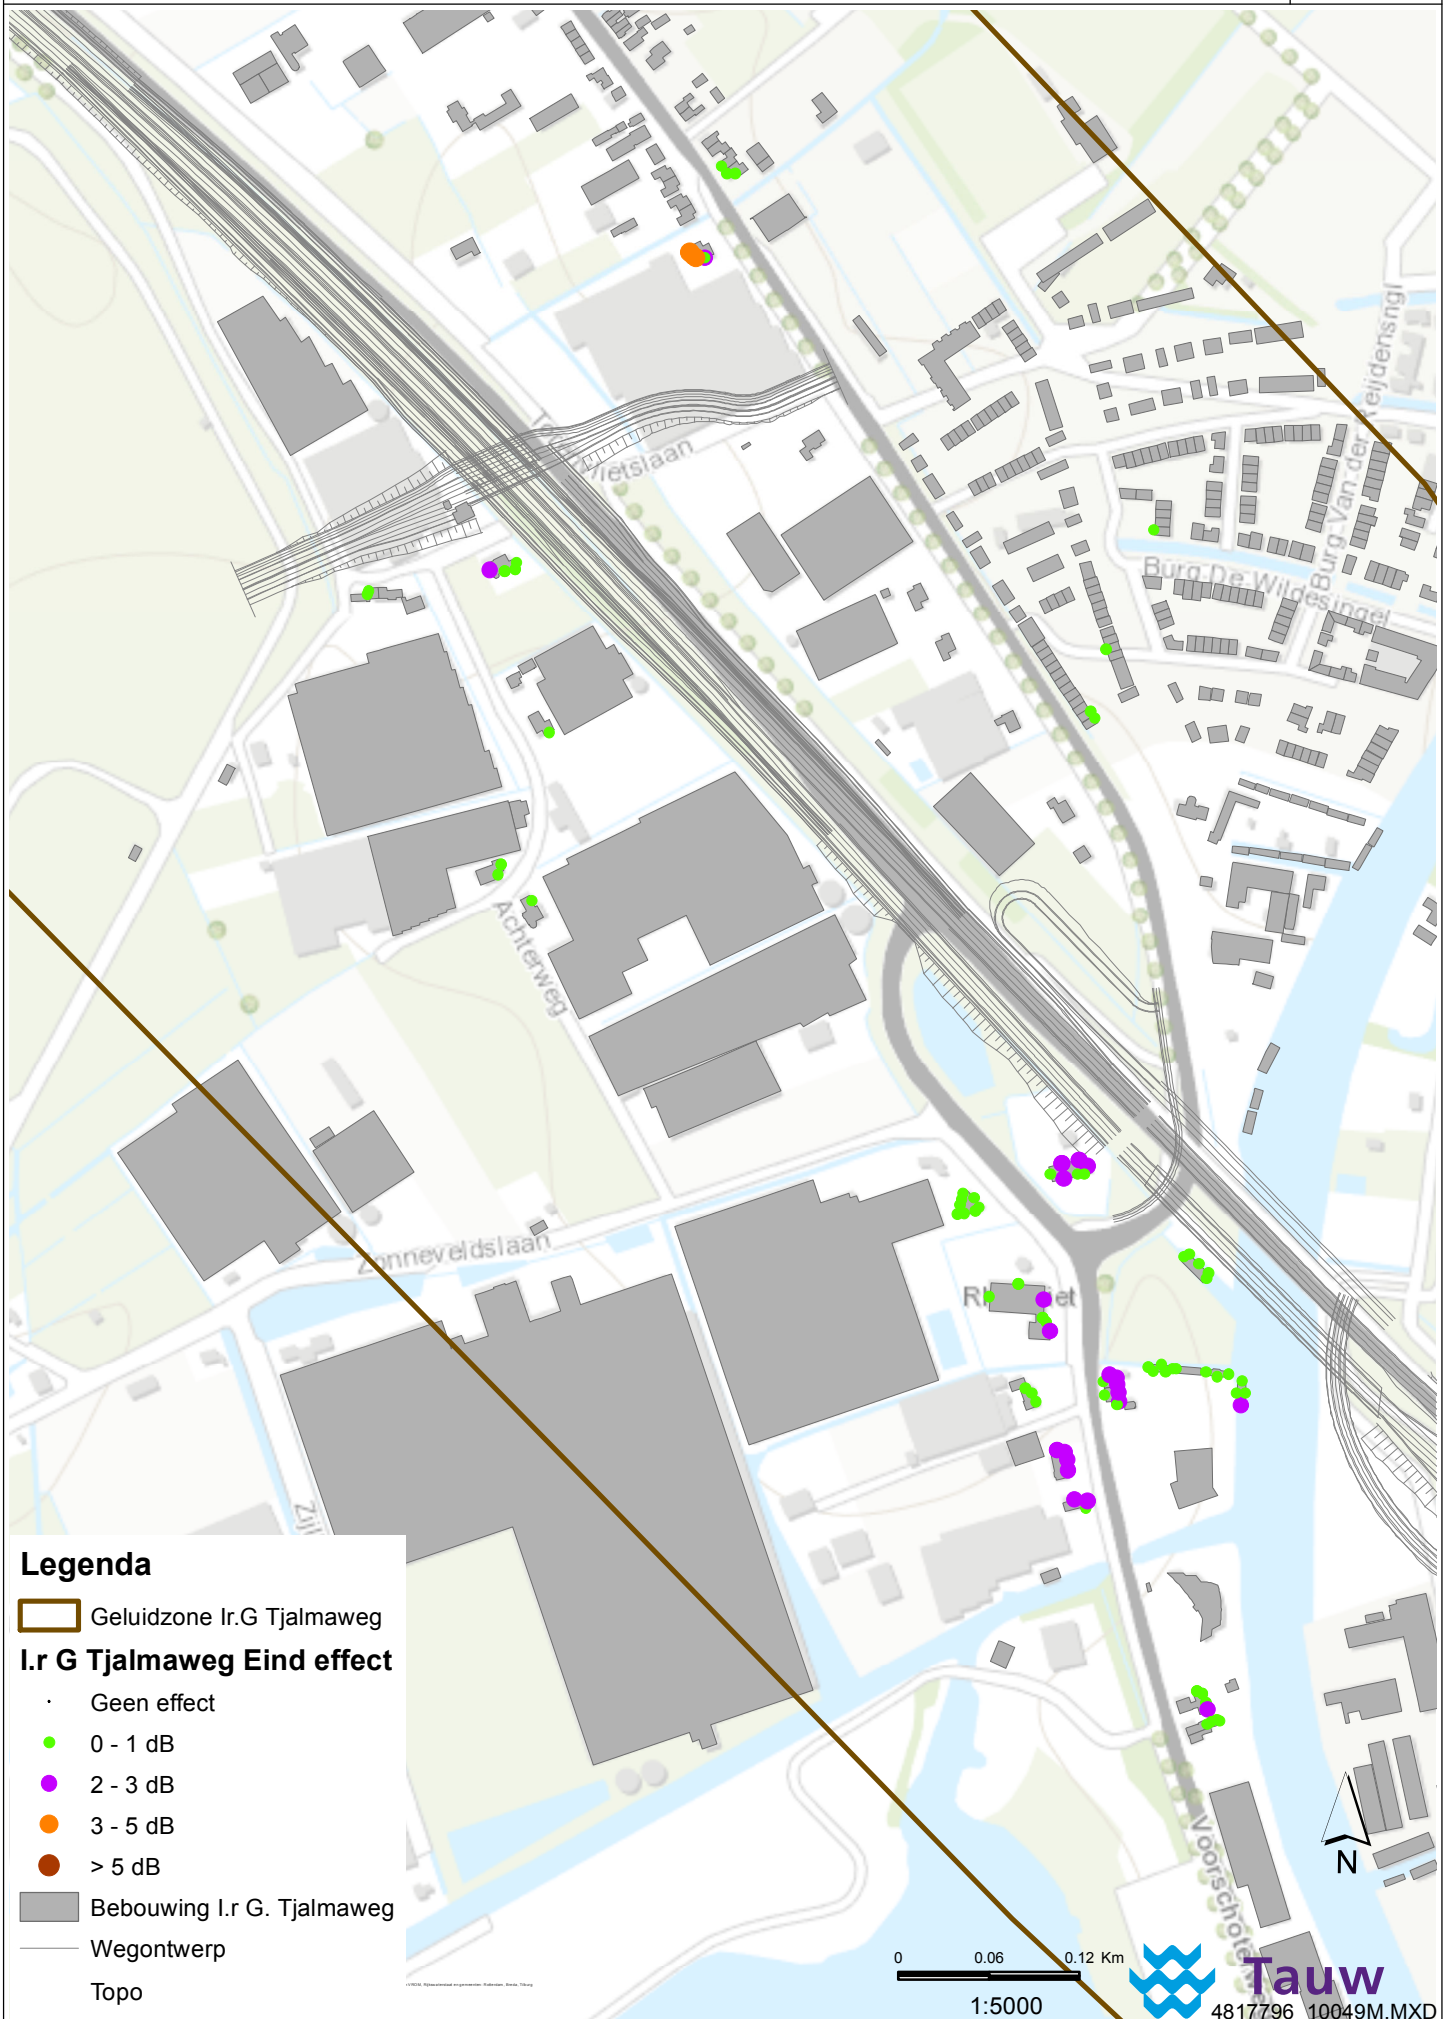 Vlietslaan
Burg.Van.der Reijdensngl
Burg.De.Wildesingel
Achterweg
Zonneveldslaan
Legenda
Geluidzone Ir.G Tjalmaweg
I.r G Tjalmaweg Eind effect
Geen effect
0 - 1 dB
2 - 3 dB
3 - 5 dB
> 5 dB
Bebouwing I.r G. Tjalmaweg
Wegontwerp
Topo
N
0 0.06 0.12 Km
1:5000
Tauw
4817796_10049M.MXD